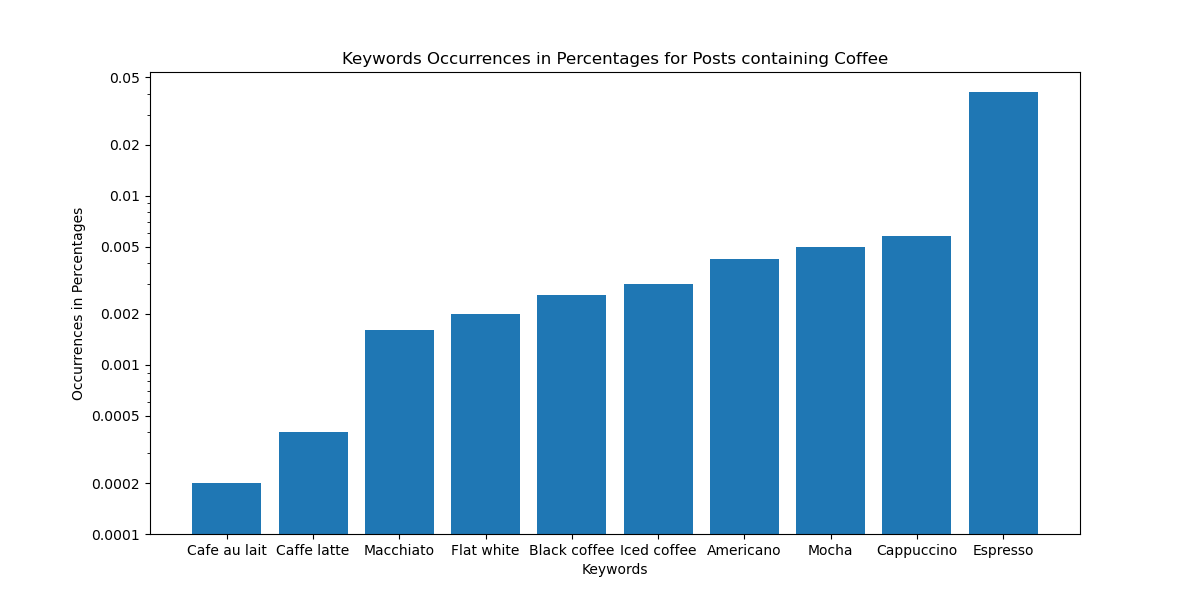 Keywords Occurrences in Percentages for Posts containing Coffee
Occurrences in Percentages
0.05
0.02
0.01
0.005
0.002
0.001
0.0005
0.0002
0.0001
Cafe au lait Caffe latte Macchiato Flat white Black coffee Iced coffee Americano Mocha Cappuccino Espresso
Keywords